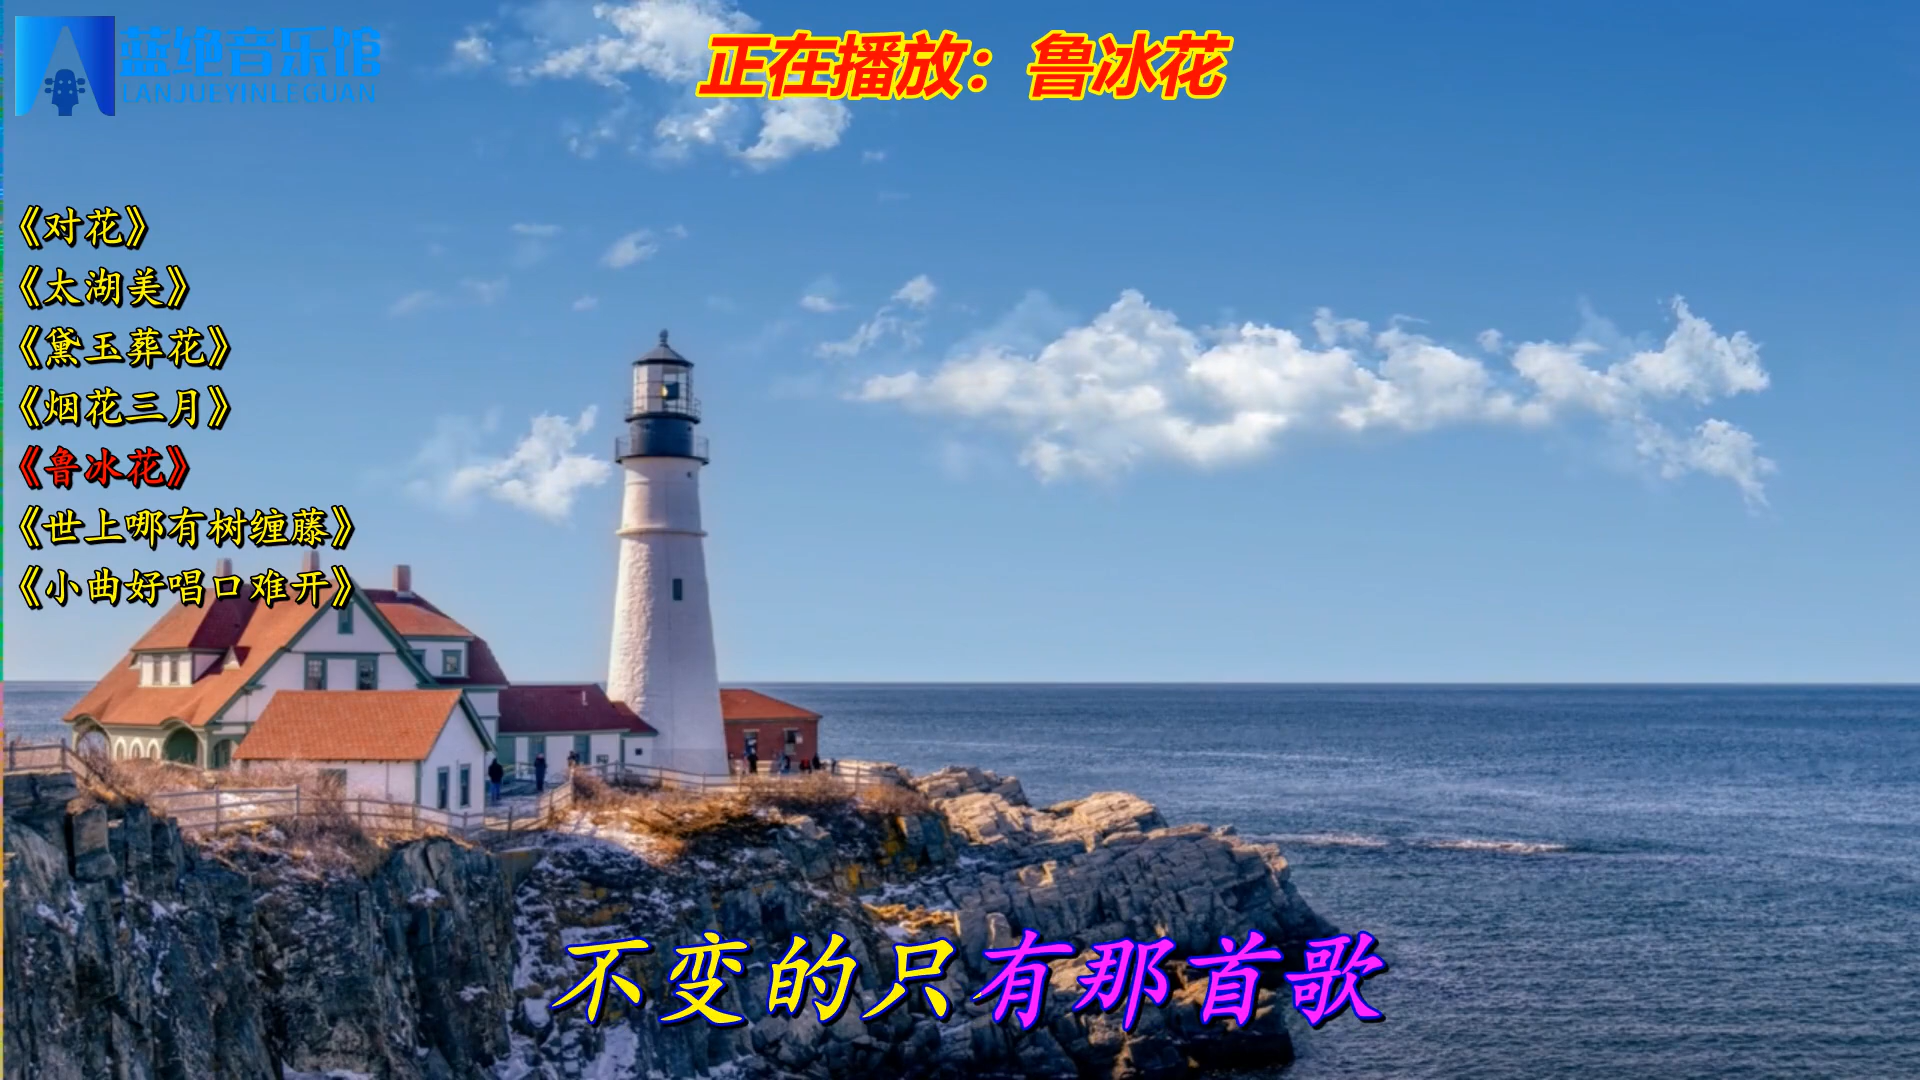 蓝绝音乐馆
LANJUEYINLEGUAN
正在播放：鲁冰花
《对花》
《太湖美》
《黛玉葬花》
《烟花三月》
《鲁冰花》
《世上哪有树缠藤》
《小曲好唱口难开》
不变的只有那首歌